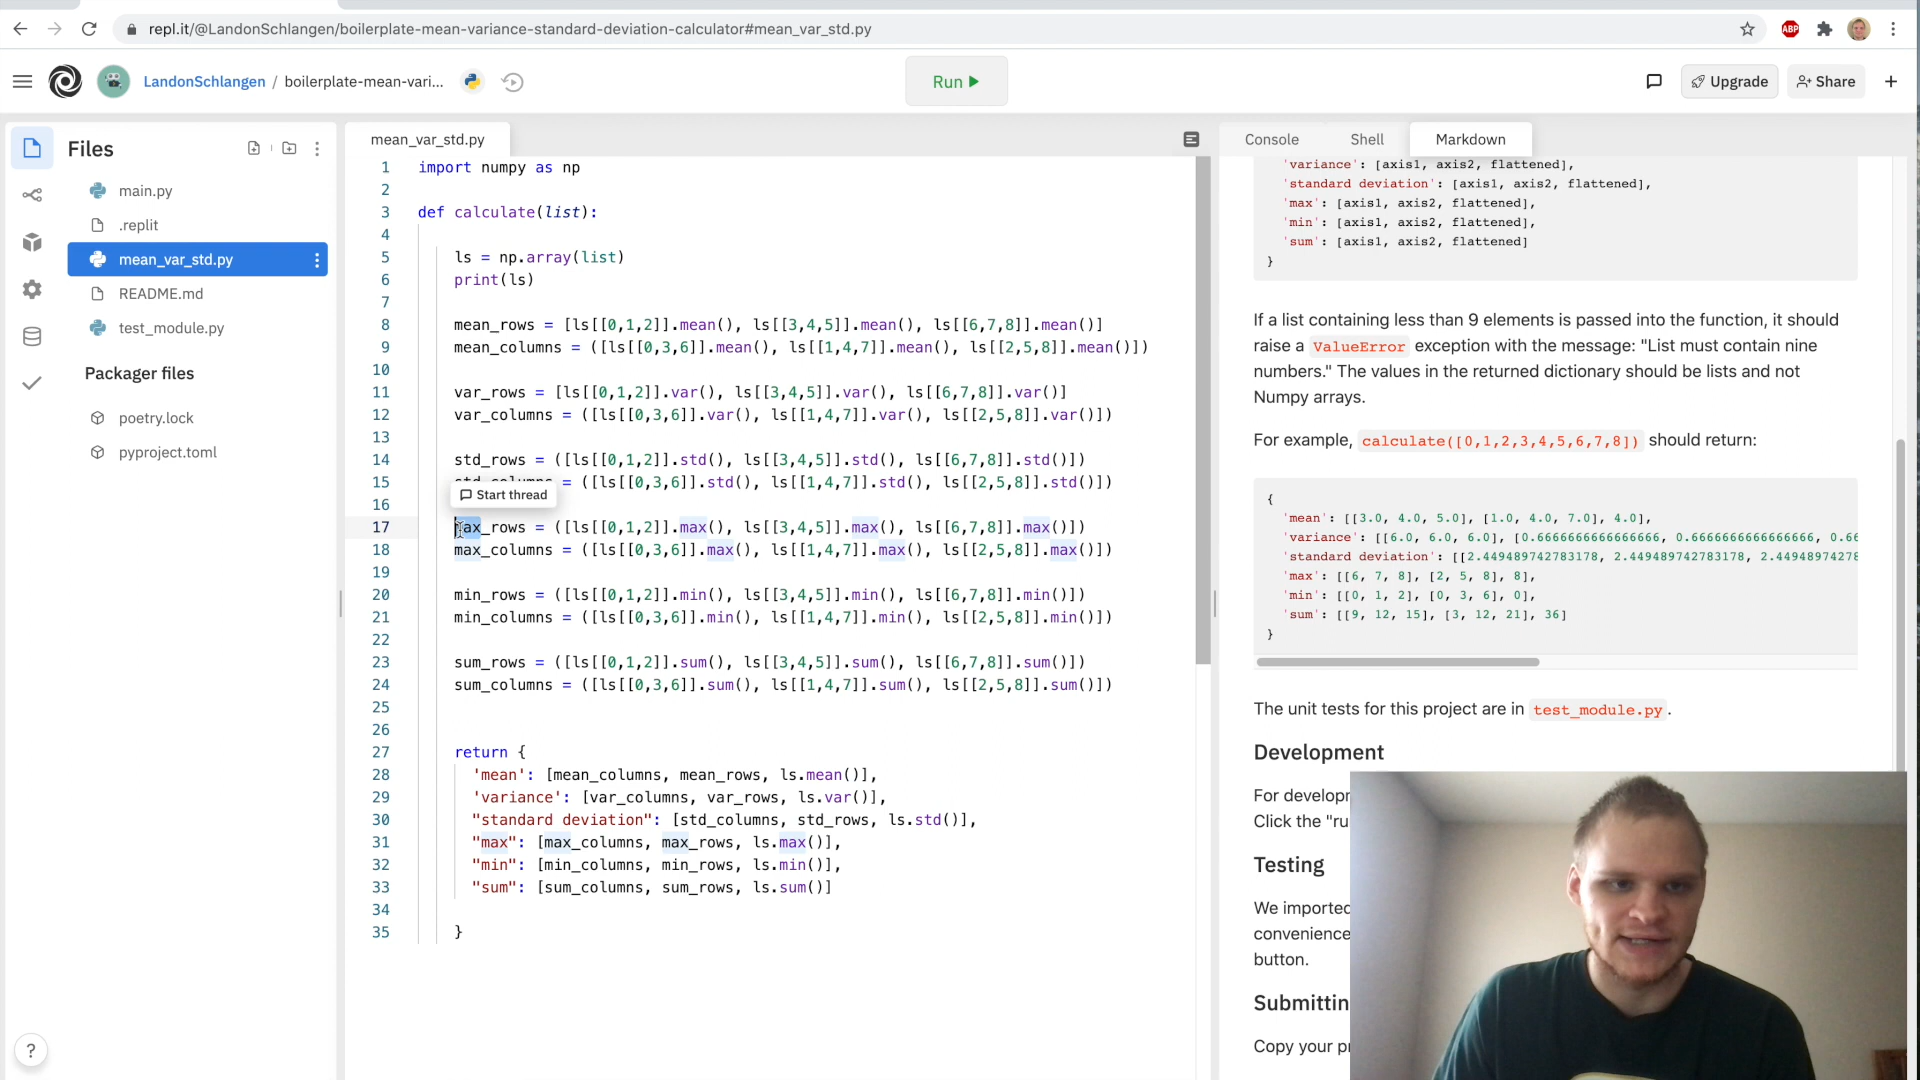 repl.it/@LandonSchlangen/boilerplate-mean-variance-standard-deviation-calculator#mean_var_std.py
ABP
LandonSchlangen / boilerplate-mean-vari...
Run
Upgrade
Share
+
Files
main.py
.replit
mean_var_std.py
README.md
test_module.py
Packager files
poetry.lock
pyproject.toml
?
mean_var_std.py
1 import numpy as np
2
3 def calculate(list):
4
5 ls = np.array(list)
6 print(ls)
7
8 mean_rows = [ls[[0,1,2]].mean(), ls[[3,4,5]].mean(), ls[[6,7,8]].mean()]
9 mean_columns = ([ls[[0,3,6]].mean(), ls[[1,4,7]].mean(), ls[[2,5,8]].mean()])
10
11 var_rows = [ls[[0,1,2]].var(), ls[[3,4,5]].var(), ls[[6,7,8]].var()]
12 var_columns = ([ls[[0,3,6]].var(), ls[[1,4,7]].var(), ls[[2,5,8]].var()])
13
14 std_rows = ([ls[[0,1,2]].std(), ls[[3,4,5]].std(), ls[[6,7,8]].std()])
15 std_columns = ([ls[[0,3,6]].std(), ls[[1,4,7]].std(), ls[[2,5,8]].std()])
Start thread
16
17 max_rows = ([ls[[0,1,2]].max(), ls[[3,4,5]].max(), ls[[6,7,8]].max()])
18 max_columns = ([ls[[0,3,6]].max(), ls[[1,4,7]].max(), ls[[2,5,8]].max()])
19
20 min_rows = ([ls[[0,1,2]].min(), ls[[3,4,5]].min(), ls[[6,7,8]].min()])
21 min_columns = ([ls[[0,3,6]].min(), ls[[1,4,7]].min(), ls[[2,5,8]].min()])
22
23 sum_rows = ([ls[[0,1,2]].sum(), ls[[3,4,5]].sum(), ls[[6,7,8]].sum()])
24 sum_columns = ([ls[[0,3,6]].sum(), ls[[1,4,7]].sum(), ls[[2,5,8]].sum()])
25
26
27 return {
28 'mean': [mean_columns, mean_rows, ls.mean()],
29 'variance': [var_columns, var_rows, ls.var()],
30 "standard deviation": [std_columns, std_rows, ls.std()],
31 "max": [max_columns, max_rows, ls.max()],
32 "min": [min_columns, min_rows, ls.min()],
33 "sum": [sum_columns, sum_rows, ls.sum()]
34
35 }
Console Shell Markdown
'variance': [axis1, axis2, flattened],
'standard deviation': [axis1, axis2, flattened],
'max': [axis1, axis2, flattened],
'min': [axis1, axis2, flattened],
'sum': [axis1, axis2, flattened]
}
If a list containing less than 9 elements is passed into the function, it should
raise a ValueError exception with the message: "List must contain nine
numbers." The values in the returned dictionary should be lists and not
Numpy arrays.
For example, calculate([0,1,2,3,4,5,6,7,8]) should return:
{
'mean': [[3.0, 4.0, 5.0], [1.0, 4.0, 7.0], 4.0],
'variance': [[6.0, 6.0, 6.0], [0.6666666666666666, 0.6666666666666666, 0.66
'standard deviation': [[2.449489742783178, 2.449489742783178, 2.44948974278
'max': [[6, 7, 8], [2, 5, 8], 8],
'min': [[0, 1, 2], [0, 3, 6], 0],
'sum': [[9, 12, 15], [3, 12, 21], 36]
}
The unit tests for this project are in test_module.py.
Development
For developr
Click the "ru
Testing
We imported
convenience
button.
Submittin
Copy your p